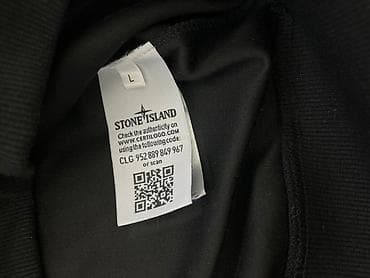 L
STONE ISLAND
Check the authenticity on
WWW.CERTILOGO.COM
using the following code:
CLG 952 889 849 967
or scan